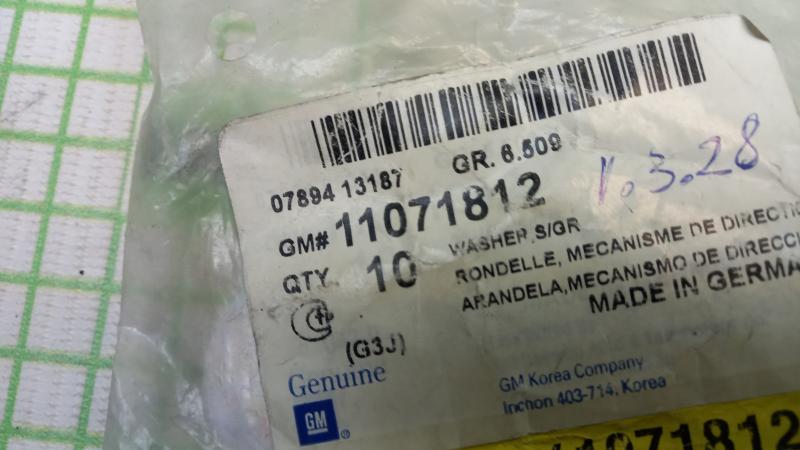 07894 13187 GR. 6.509
1.3.28
GM# 11071812
WASHER,S/GR
QTY. 10
RONDELLE, MECANISME DE DIRECTIO
ARANDELA,MECANISMO DE DIRECCI
MADE IN GERMA
(G3J)
Genuine
GM
GM Korea Company
Inchon 403-714, Korea
11071812